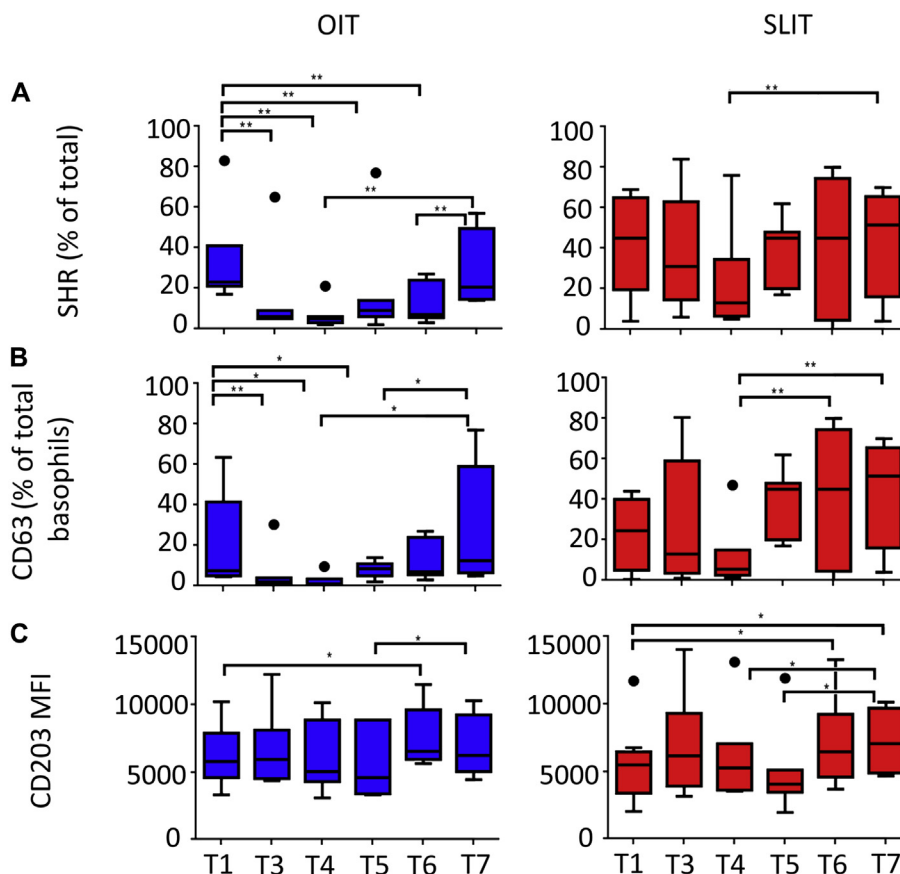 OIT SLIT
A
SHR (% of total)
** ** ** ** ** **
100 80 60 40 20 0
**
100 80 60 40 20 0
B
CD63 (% of total
basophils)
* * ** * *
100 80 60 40 20 0
** **
100 80 60 40 20 0
C
CD203 MFI
* *
15000 10000 5000 0
* * * *
15000 10000 5000 0
T1 T3 T4 T5 T6 T7
T1 T3 T4 T5 T6 T7